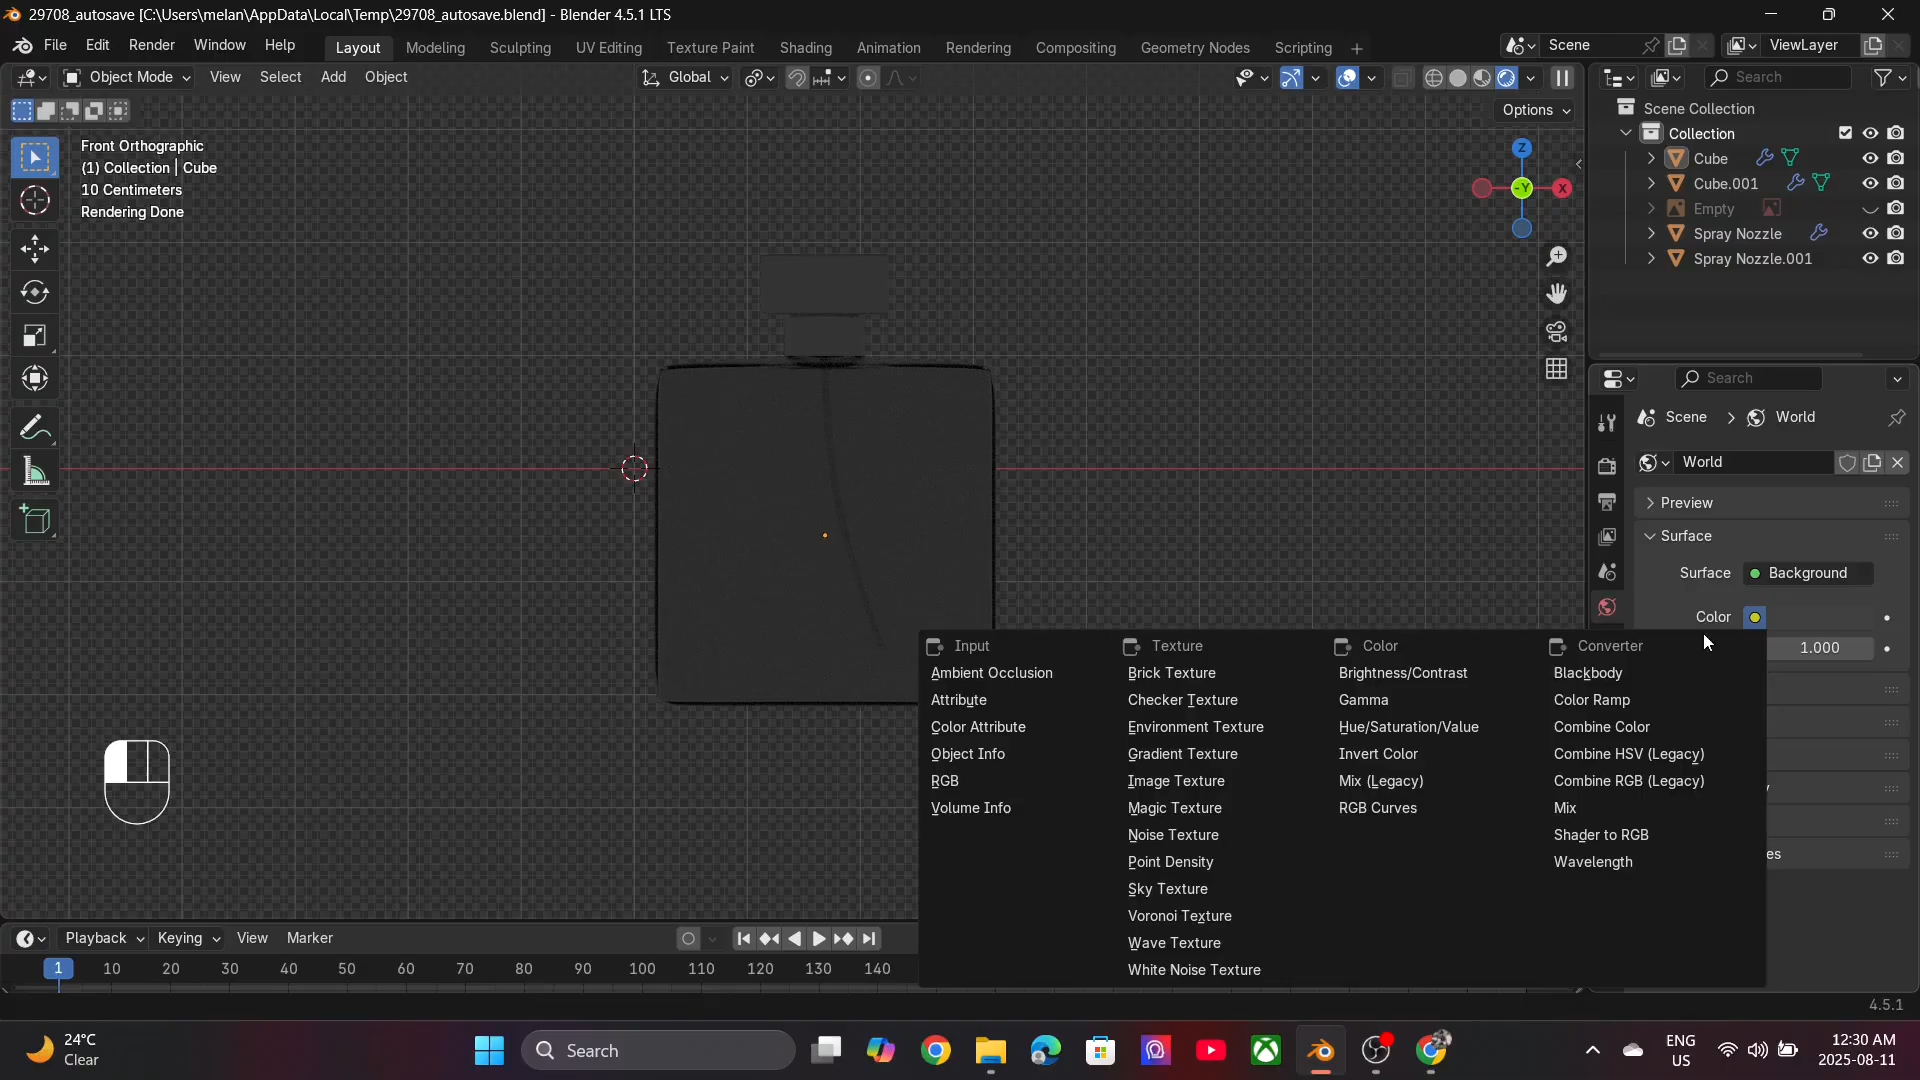 29708_autosave [C:\Users\melan\AppData\Local\Temp\29708_autosave.blend] - Blender 4.5.1 LTS
File Edit Render Window Help Layout Modeling Sculpting UV Editing Texture Paint Shading Animation Rendering Compositing Geometry Nodes Scripting + Scene ViewLayer
Object Mode View Select Add Object Global Search
Options
Scene Collection
Collection
Cube
Cube.001
Empty
Spray Nozzle
Spray Nozzle.001
Front Orthographic
(1) Collection | Cube
10 Centimeters
Rendering Done
Z
-Y X
Search
Scene > World
World
Preview
Surface
Surface Background
Color
1.000
Input Texture Color Converter
Ambient Occlusion Brick Texture Brightness/Contrast Blackbody
Attribute Checker Texture Gamma Color Ramp
Color Attribute Environment Texture Hue/Saturation/Value Combine Color
Object Info Gradient Texture Invert Color Combine HSV (Legacy)
RGB Image Texture Mix (Legacy) Combine RGB (Legacy)
Volume Info Magic Texture RGB Curves Mix
Noise Texture Shader to RGB
Point Density Wavelength
Sky Texture
Voronoi Texture
Wave Texture
White Noise Texture
Playback Keying View Marker
1 10 20 30 40 50 60 70 80 90 100 110 120 130 140
4.5.1
24°C
Clear
Search
ENG
US
12:30 AM
2025-08-11